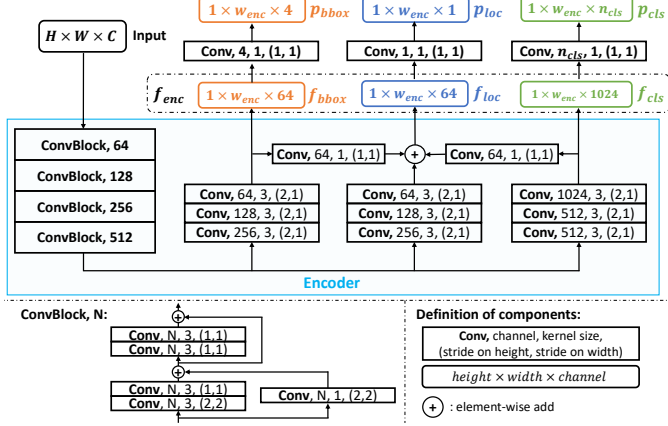 1 × w_enc × 4 p_bbox
1 × w_enc × 1 p_loc
1 × w_enc × n_cls p_cls
H × W × C Input
Conv, 4, 1, (1, 1)
Conv, 1, 1, (1, 1)
Conv, n_cls, 1, (1, 1)
f_enc
1 × w_enc × 64 f_bbox
1 × w_enc × 64 f_loc
1 × w_enc × 1024 f_cls
ConvBlock, 64
ConvBlock, 128
ConvBlock, 256
ConvBlock, 512
Conv, 64, 1, (1,1)
+
Conv, 64, 1, (1,1)
Conv, 64, 3, (2,1)
Conv, 128, 3, (2,1)
Conv, 256, 3, (2,1)
Conv, 64, 3, (2,1)
Conv, 128, 3, (2,1)
Conv, 256, 3, (2,1)
Conv, 1024, 3, (2,1)
Conv, 512, 3, (2,1)
Conv, 512, 3, (2,1)
Encoder
ConvBlock, N:
+
Conv, N, 3, (1,1)
Conv, N, 3, (1,1)
+
Conv, N, 3, (1,1)
Conv, N, 3, (2,2)
Conv, N, 1, (2,2)
Definition of components:
Conv, channel, kernel size,
(stride on height, stride on width)
height × width × channel
+ : element-wise add